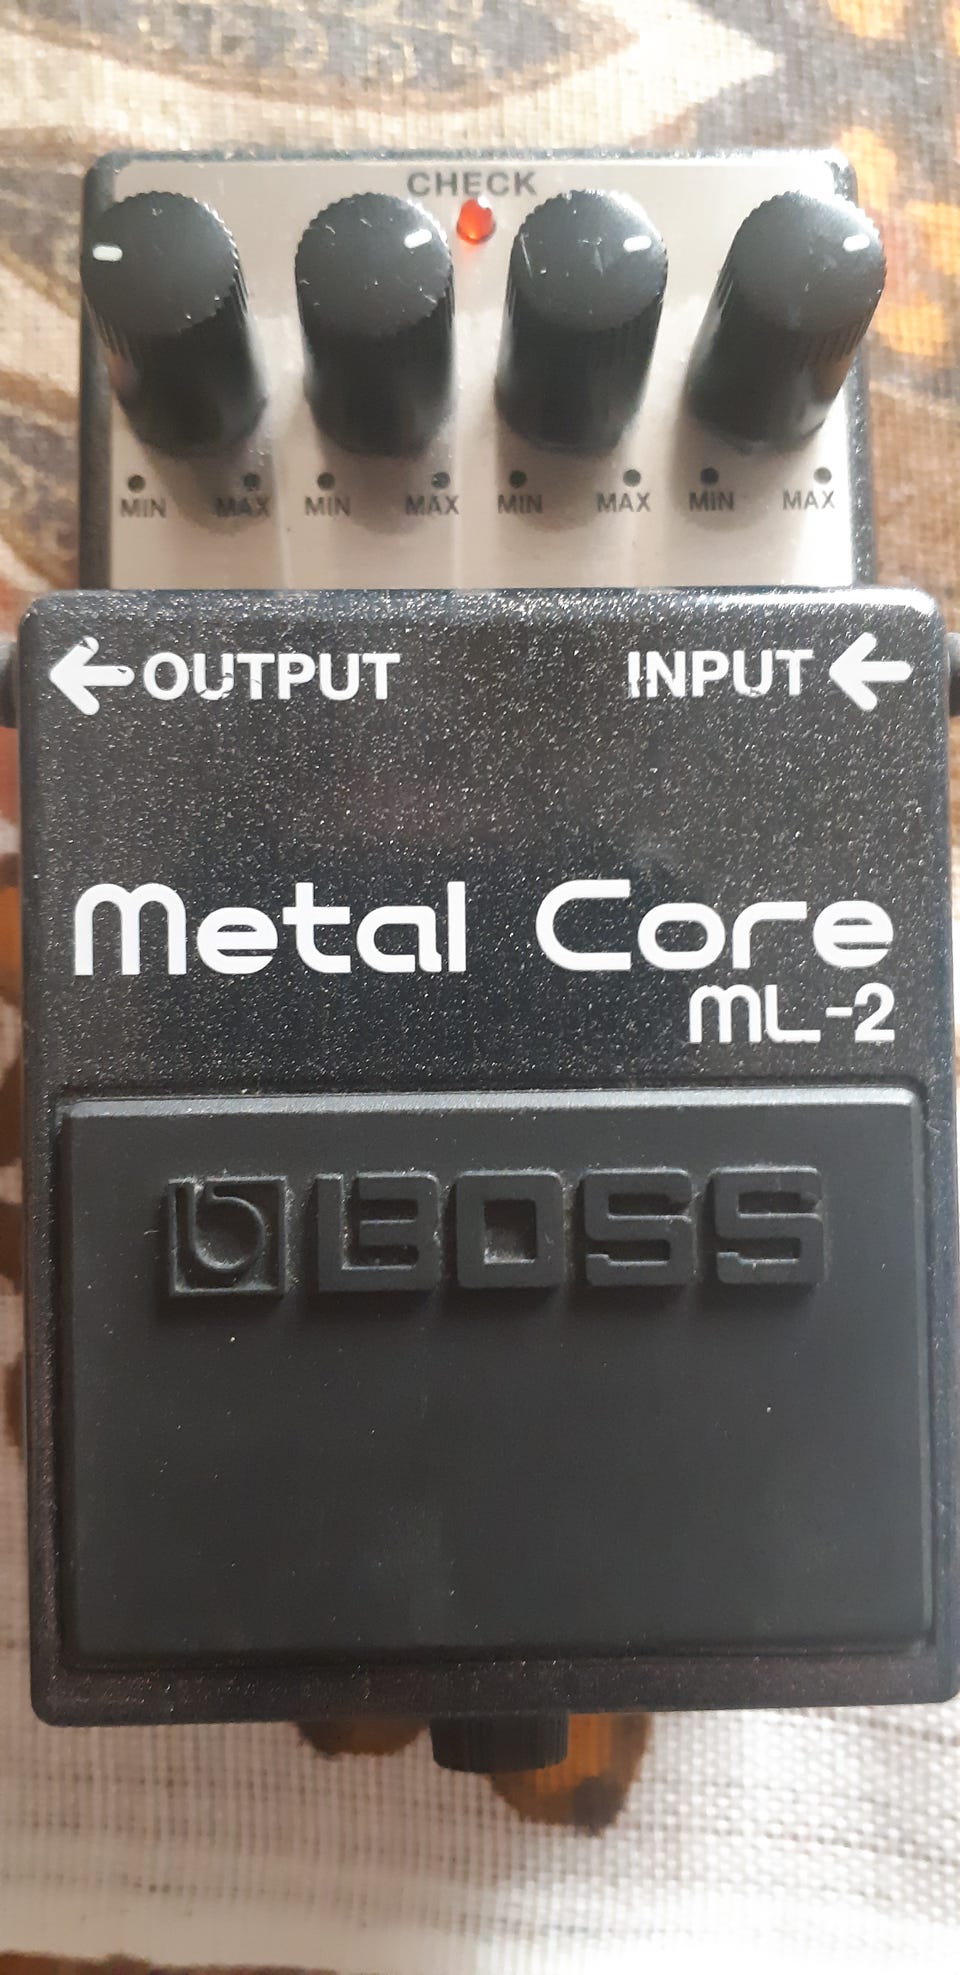 CHECK
MIN MAX MIN MAX MIN MAX MIN MAX
OUTPUT INPUT
Metal Core
ML-2
BOSS